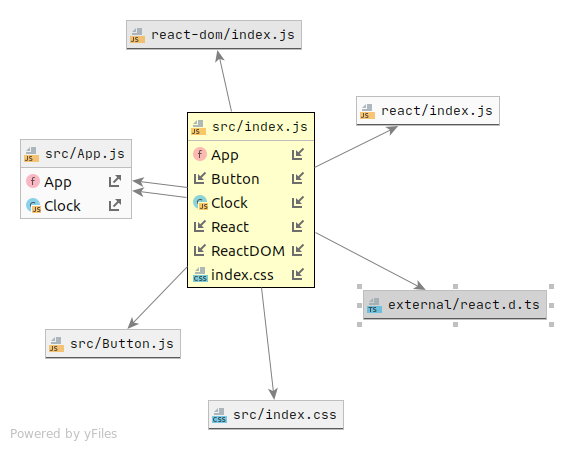 react-dom/index.js
react/index.js
src/index.js
App
Button
Clock
React
ReactDOM
index.css
src/App.js
App
Clock
external/react.d.ts
src/Button.js
src/index.css
Powered by yFiles